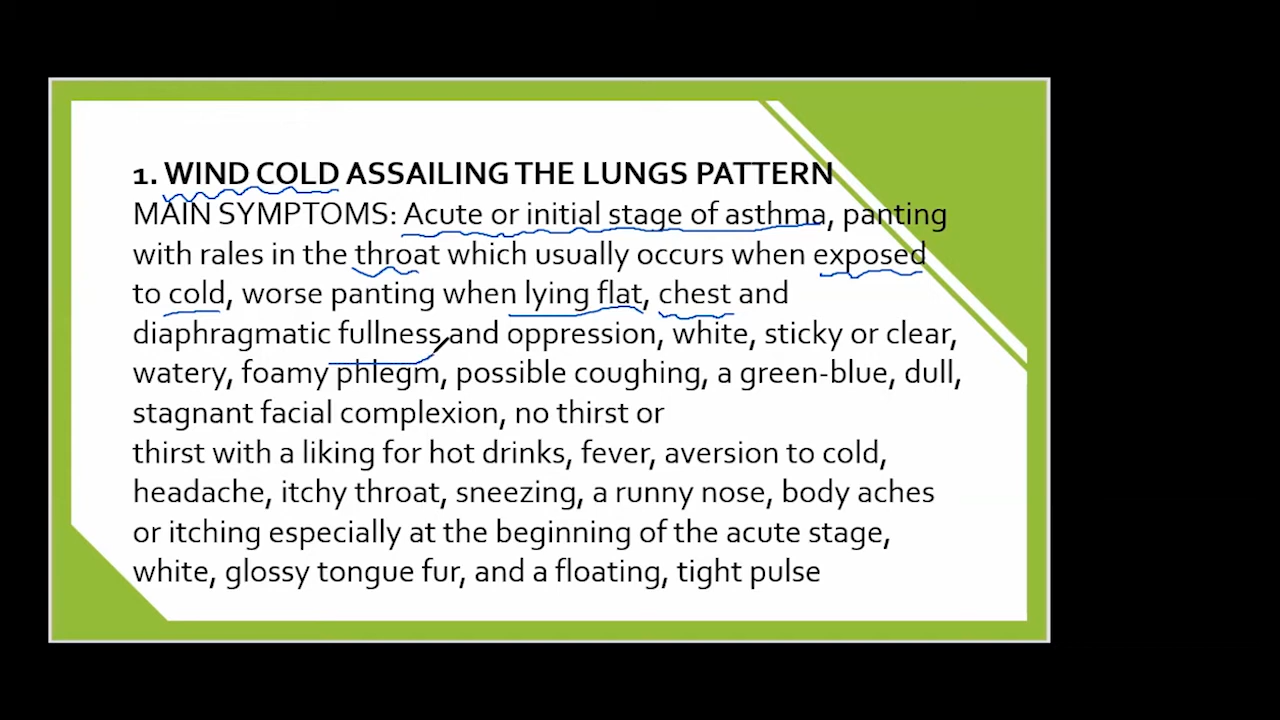 1. WIND COLD ASSAILING THE LUNGS PATTERN
MAIN SYMPTOMS: Acute or initial stage of asthma, panting
with rales in the throat which usually occurs when exposed
to cold, worse panting when lying flat, chest and
diaphragmatic fullness and oppression, white, sticky or clear,
watery, foamy phlegm, possible coughing, a green-blue, dull,
stagnant facial complexion, no thirst or
thirst with a liking for hot drinks, fever, aversion to cold,
headache, itchy throat, sneezing, a runny nose, body aches
or itching especially at the beginning of the acute stage,
white, glossy tongue fur, and a floating, tight pulse